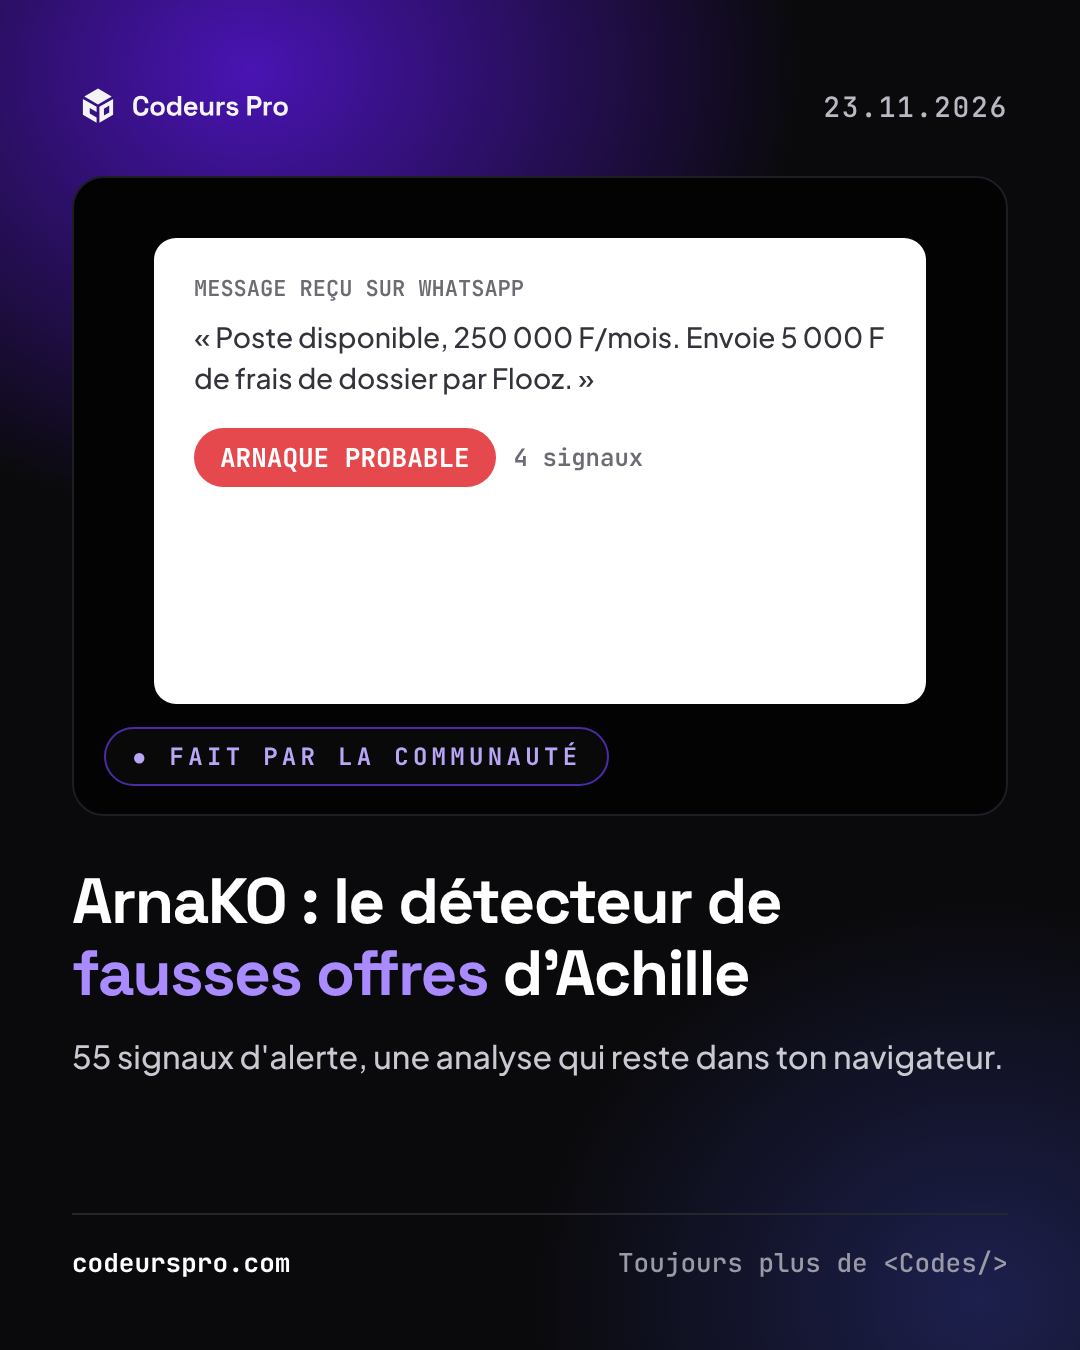 Codeurs Pro
23.11.2026
MESSAGE REÇU SUR WHATSAPP
« Poste disponible, 250 000 F/mois. Envoie 5 000 F
de frais de dossier par Flooz. »
ARNAQUE PROBABLE
4 signaux
• FAIT PAR LA COMMUNAUTÉ
ArnaKO : le détecteur de
fausses offres d’Achille
55 signaux d'alerte, une analyse qui reste dans ton navigateur.
codeurspro.com
Toujours plus de <Codes/>